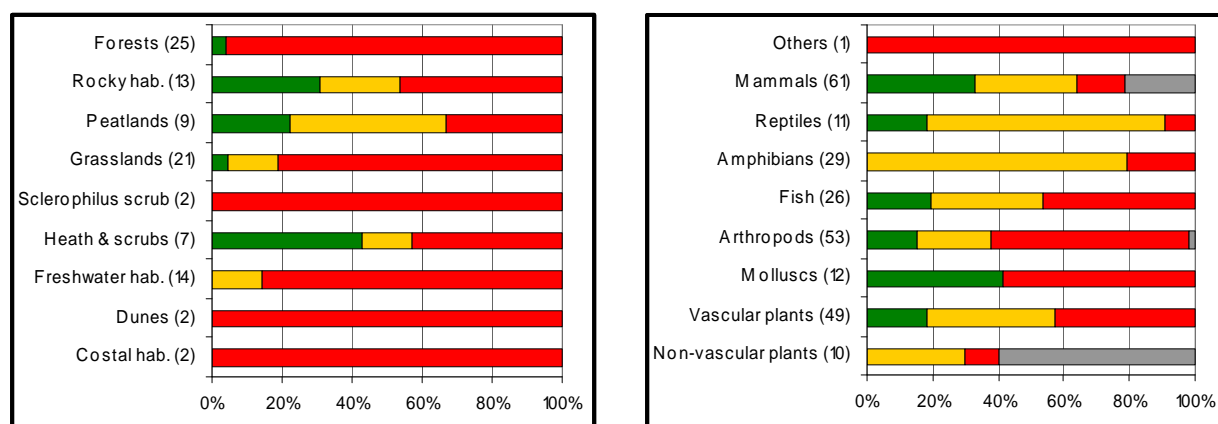 Forests (25)
Rocky hab. (13)
Peatlands (9)
Grasslands (21)
Sclerophilus scrub (2)
Heath & scrubs (7)
Freshwater hab. (14)
Dunes (2)
Costal hab. (2)
0% 20% 40% 60% 80% 100%
Others (1)
Mammals (61)
Reptiles (11)
Amphibians (29)
Fish (26)
Arthropods (53)
Molluscs (12)
Vascular plants (49)
Non-vascular plants (10)
0% 20% 40% 60% 80% 100%